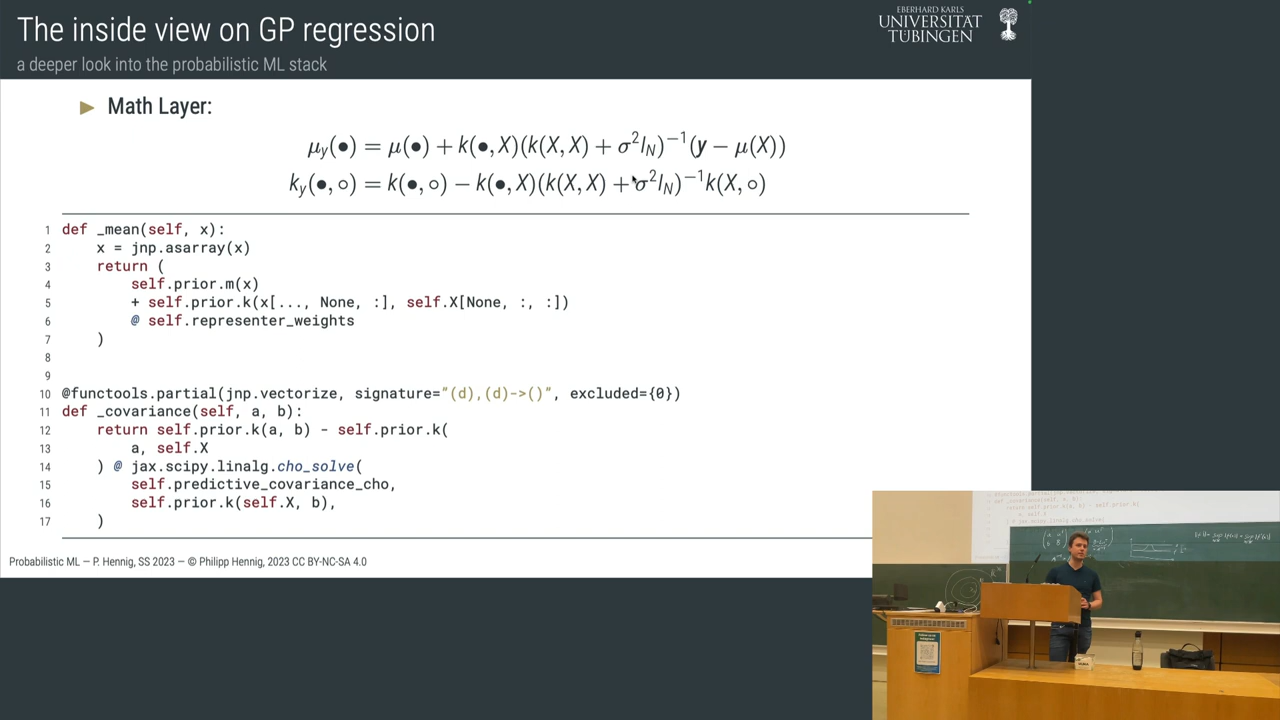 The inside view on GP regression
a deeper look into the probabilistic ML stack
EBERHARD KARLS
UNIVERSITÄT
TÜBINGEN
Math Layer:
μy(●) = μ(●) + k(●, X)(k(X, X) + σ²IN)⁻¹(y − μ(X))
ky(●, ○) = k(●, ○) − k(●, X)(k(X, X) + σ²IN)⁻¹k(X, ○)
1 def _mean(self, x):
2 x = jnp.asarray(x)
3 return (
4 self.prior.m(x)
5 + self.prior.k(x[..., None, :], self.X[None, :, :])
6 @ self.representer_weights
7 )
8
9
10 @functools.partial(jnp.vectorize, signature="(d),(d)->()", excluded={0})
11 def _covariance(self, a, b):
12 return self.prior.k(a, b) - self.prior.k(
13 a, self.X
14 ) @ jax.scipy.linalg.cho_solve(
15 self.predictive_covariance_cho,
16 self.prior.k(self.X, b),
17 )
Probabilistic ML — P. Hennig, SS 2023 — © Philipp Hennig, 2023 CC BY-NC-SA 4.0